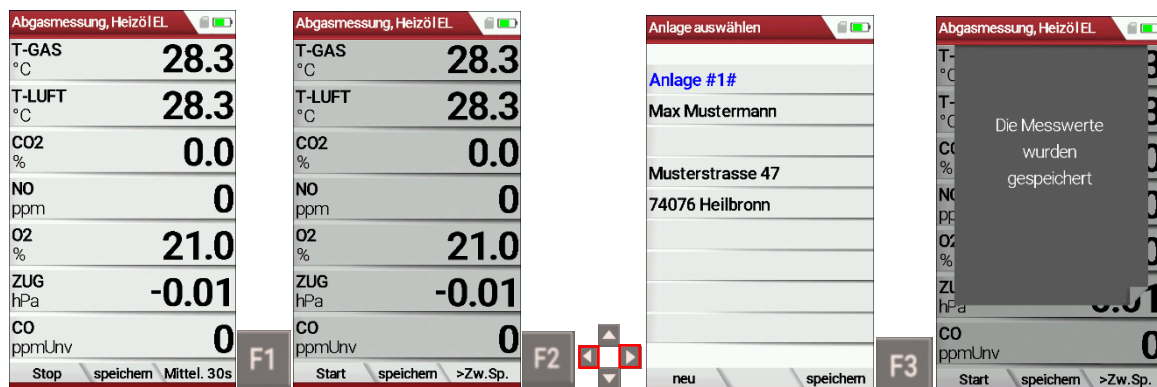 Abgasmessung, Heizöl EL
T-GAS
°C
28.3
T-LUFT
°C
28.3
CO2
%
0.0
NO
ppm
0
O2
%
21.0
ZUG
hPa
-0.01
CO
ppmUnv
0
Stop speichern Mittel. 30s
F1
Abgasmessung, Heizöl EL
T-GAS
°C
28.3
T-LUFT
°C
28.3
CO2
%
0.0
NO
ppm
0
O2
%
21.0
ZUG
hPa
-0.01
CO
ppmUnv
0
Start speichern >Zw.Sp.
F2
Anlage auswählen
Anlage #1#
Max Mustermann
Musterstrasse 47
74076 Heilbronn
neu speichern
F3
Abgasmessung, Heizöl EL
Die Messwerte
wurden
gespeichert
hPa
CO
ppmUnv
0
Start speichern >Zw.Sp.